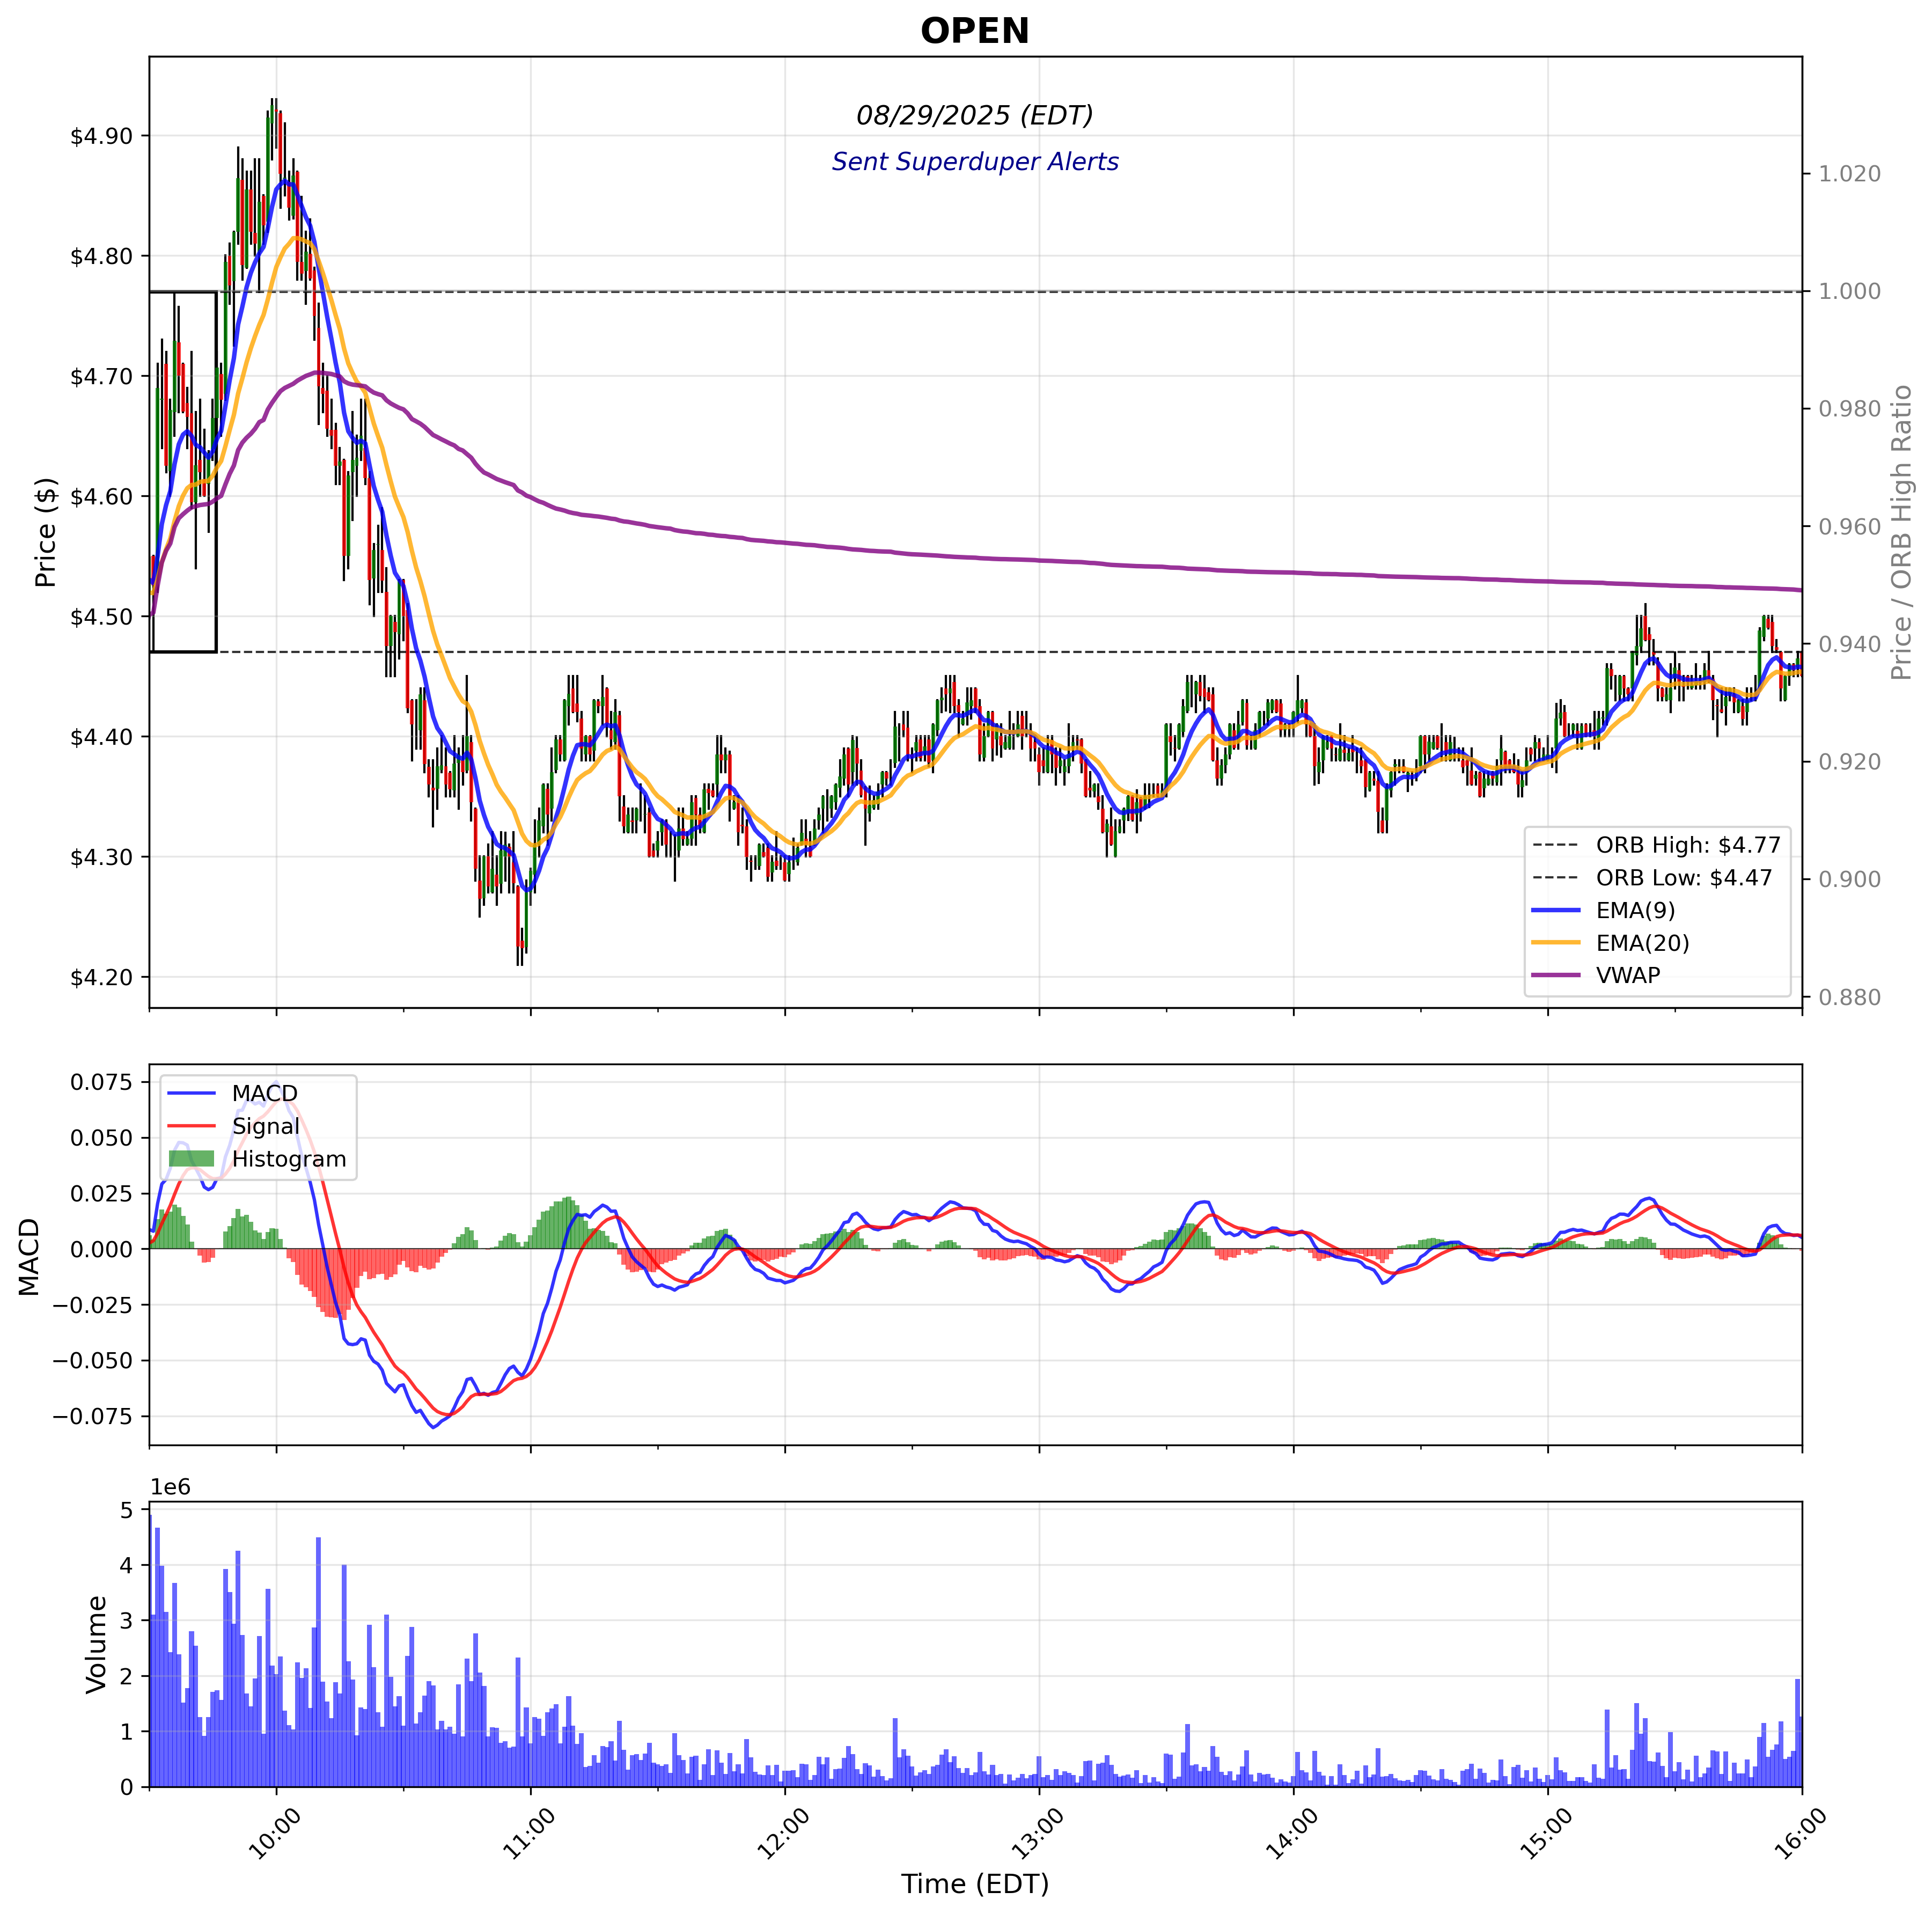 OPEN
08/29/2025 (EDT)
Sent Superduper Alerts
$4.90
$4.80
$4.70
$4.60
$4.50
$4.40
$4.30
$4.20
Price ($)
1.020
1.000
0.980
0.960
0.940
0.920
0.900
0.880
Price / ORB High Ratio
ORB High: $4.77
ORB Low: $4.47
EMA(9)
EMA(20)
VWAP
0.075
0.050
0.025
0.000
−0.025
−0.050
−0.075
MACD
MACD
Signal
Histogram
1e6
5
4
3
2
1
0
Volume
10:00
11:00
12:00
13:00
14:00
15:00
16:00
Time (EDT)